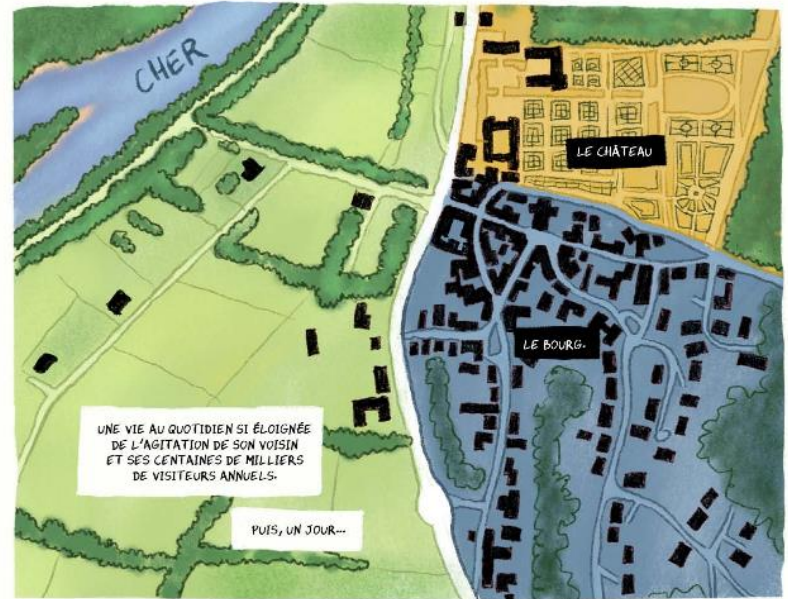 CHER
LE CHÂTEAU
LE BOURG.
UNE VIE AU QUOTIDIEN SI ÉLOIGNÉE
DE L'AGITATION DE SON VOISIN
ET SES CENTAINES DE MILLIERS
DE VISITEURS ANNUELS.
PUIS, UN JOUR...